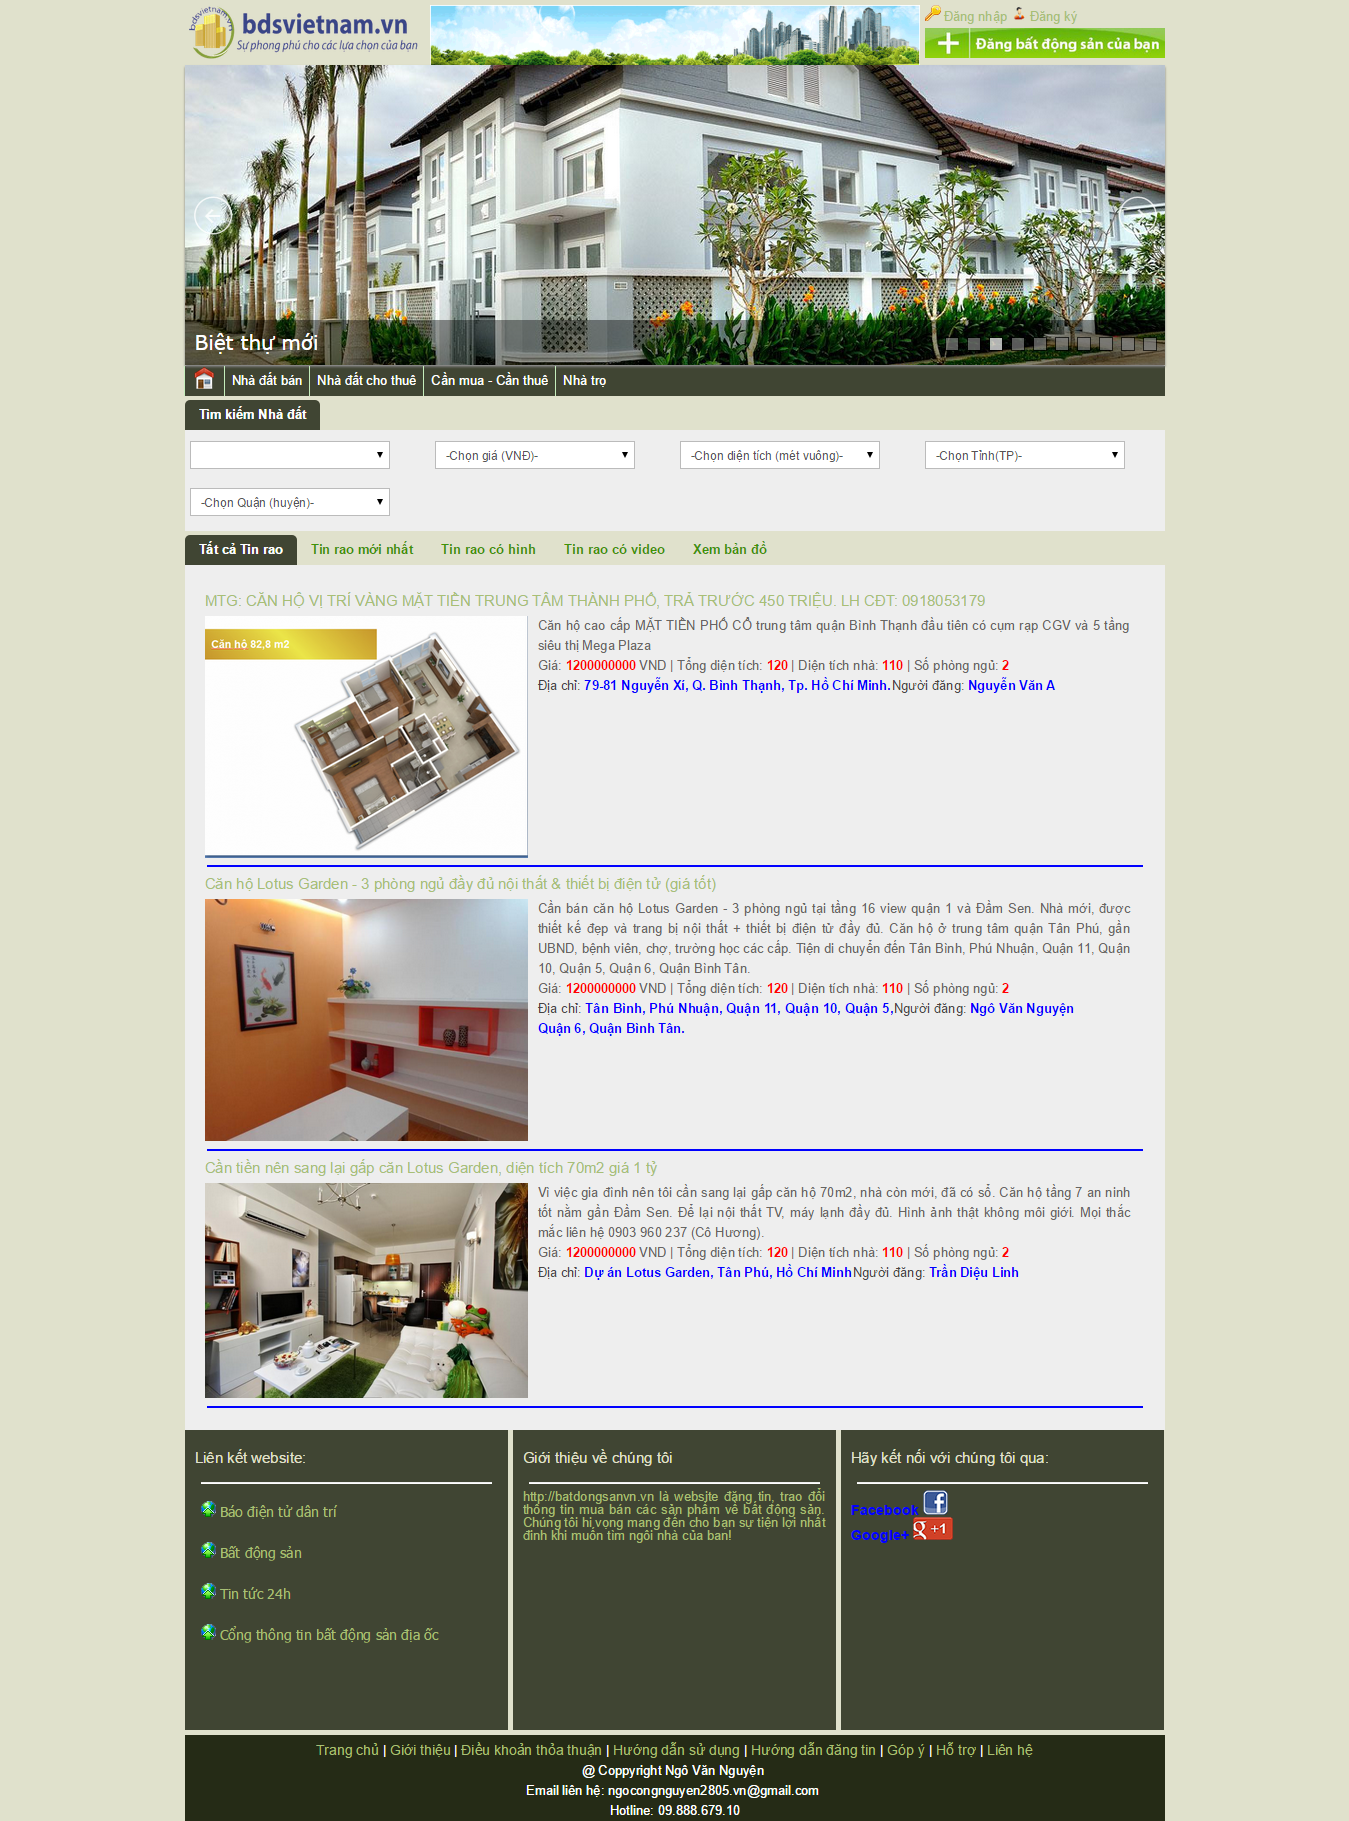 bdsvietnam.vn
bdsvietnam.vn
Sự phong phú cho các lựa chọn của bạn
Đăng nhập Đăng ký
Đăng bất động sản của bạn
Biệt thự mới
Nhà đất bán Nhà đất cho thuê Cần mua - Cần thuê Nhà trọ
Tìm kiếm Nhà đất
-Chọn giá (VNĐ)- -Chọn diện tích (mét vuông)- -Chọn Tỉnh(TP)-
-Chọn Quận (huyện)-
Tất cả Tin rao Tin rao mới nhất Tin rao có hình Tin rao có video Xem bản đồ
MTG: CĂN HỘ VỊ TRÍ VÀNG MẶT TIỀN TRUNG TÂM THÀNH PHỐ, TRẢ TRƯỚC 450 TRIỆU. LH CĐT: 0918053179
Căn hộ 82,8 m2
Căn hộ cao cấp MẶT TIỀN PHỐ CỔ trung tâm quận Bình Thạnh đầu tiên có cụm rạp CGV và 5 tầng
siêu thị Mega Plaza
Giá: 1200000000 VND | Tổng diện tích: 120 | Diện tích nhà: 110 | Số phòng ngủ: 2
Địa chỉ: 79-81 Nguyễn Xí, Q. Bình Thạnh, Tp. Hồ Chí Minh.Người đăng: Nguyễn Văn A
Căn hộ Lotus Garden - 3 phòng ngủ đầy đủ nội thất & thiết bị điện tử (giá tốt)
Cần bán căn hộ Lotus Garden - 3 phòng ngủ tại tầng 16 view quận 1 và Đầm Sen. Nhà mới, được
thiết kế đẹp và trang bị nội thất + thiết bị điện tử đầy đủ. Căn hộ ở trung tâm quận Tân Phú, gần
UBND, bệnh viên, chợ, trường học các cấp. Tiện di chuyển đến Tân Bình, Phú Nhuận, Quận 11, Quận
10, Quận 5, Quận 6, Quận Bình Tân.
Giá: 1200000000 VND | Tổng diện tích: 120 | Diện tích nhà: 110 | Số phòng ngủ: 2
Địa chỉ: Tân Bình, Phú Nhuận, Quận 11, Quận 10, Quận 5,Người đăng: Ngô Văn Nguyện
Quận 6, Quận Bình Tân.
Cần tiền nên sang lại gấp căn Lotus Garden, diện tích 70m2 giá 1 tỷ
Vì việc gia đình nên tôi cần sang lại gấp căn hộ 70m2, nhà còn mới, đã có sổ. Căn hộ tầng 7 an ninh
tốt nằm gần Đầm Sen. Để lại nội thất TV, máy lạnh đầy đủ. Hình ảnh thật không môi giới. Mọi thắc
mắc liên hệ 0903 960 237 (Cô Hương).
Giá: 1200000000 VND | Tổng diện tích: 120 | Diện tích nhà: 110 | Số phòng ngủ: 2
Địa chỉ: Dự án Lotus Garden, Tân Phú, Hồ Chí MinhNgười đăng: Trần Diệu Linh
Liên kết website:
Báo điện tử dân trí
Bất động sản
Tin tức 24h
Cổng thông tin bất động sản địa ốc
Giới thiệu về chúng tôi
http://batdongsanvn.vn là website đăng tin, trao đổi
thông tin mua bán các sản phẩm về bất động sản.
Chúng tôi hi vọng mang đến cho bạn sự tiện lợi nhất
định khi muốn tìm ngôi nhà của bạn!
Hãy kết nối với chúng tôi qua:
Facebook
Google+ g +1
Trang chủ | Giới thiệu | Điều khoản thỏa thuận | Hướng dẫn sử dụng | Hướng dẫn đăng tin | Góp ý | Hỗ trợ | Liên hệ
@ Coppyright Ngô Văn Nguyện
Email liên hệ: ngocongnguyen2805.vn@gmail.com
Hotline: 09.888.679.10